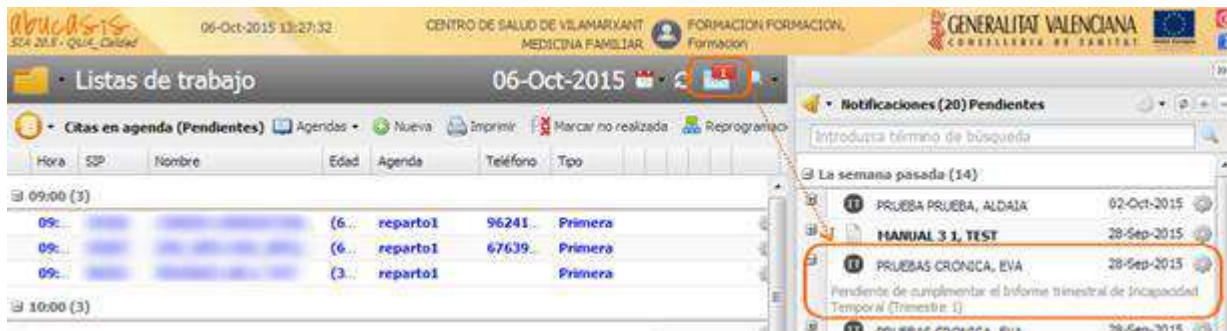 abucasis
SIA 20.8 - QUA_Calidad
06-Oct-2015 13:27:32
CENTRO DE SALUD DE VILAMARXANT
MEDICINA FAMILIAR
FORMACION FORMACION,
Formacion
GENERALITAT VALENCIANA
CONSELLERIA DE SANITAT
Listas de trabajo
06-Oct-2015
1
Notificaciones (20) Pendientes
Citas en agenda (Pendientes)
Agendas
Nueva
Imprimir
Marcar no realizada
Reprogramaci
Introduzca término de búsqueda
Hora SIP Nombre Edad Agenda Teléfono Tipo
La semana pasada (14)
09:00 (3)
09:... (6... reparto1 96241... Primera
09:... (6... reparto1 67639... Primera
09:... (3... reparto1 Primera
10:00 (3)
IT PRUEBA PRUEBA, ALDAIA 02-Oct-2015
MANUAL 3 1, TEST 28-Sep-2015
IT PRUEBAS CRONICA, EVA 28-Sep-2015
Pendiente de cumplimentar el Informe trimestral de Incapacidad
Temporal (Trimestre 1)
IT PRUEBAS CRONICA, EVA 28-Sep-2015